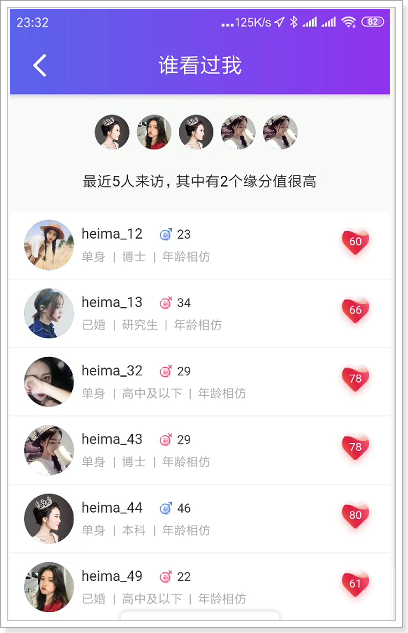 23:32 ...125K/s 82
谁看过我
最近5人来访，其中有2个缘分值很高
heima_12 23 60
单身 | 博士 | 年龄相仿
heima_13 34 66
已婚 | 研究生 | 年龄相仿
heima_32 29 78
单身 | 高中及以下 | 年龄相仿
heima_43 29 78
单身 | 博士 | 年龄相仿
heima_44 46 80
单身 | 本科 | 年龄相仿
heima_49 22 61
已婚 | 高中及以下 | 年龄相仿